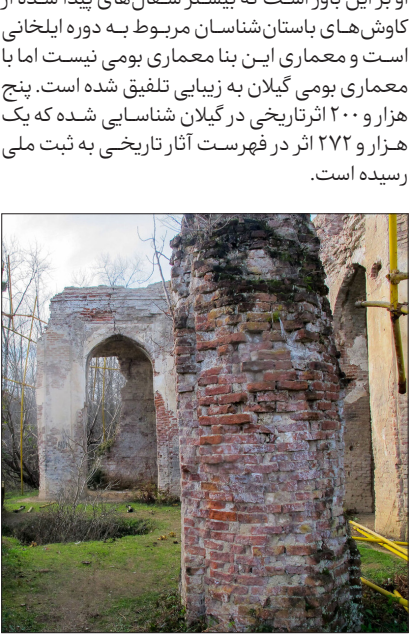 او بر این باور است که بیشتر سفال‌های پیدا شده از
کاوش‌های باستان‌شناسان مربوط به دوره ایلخانی
است و معماری این بنا معماری بومی نیست اما با
معماری بومی گیلان به زیبایی تلفیق شده است. پنج
هزار و ۲۰۰ اثرتاریخی در گیلان شناسایی شده که یک
هزار و ۲۷۲ اثر در فهرست آثار تاریخی به ثبت ملی
رسیده است.